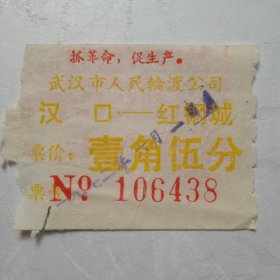 抓革命，促生产。
武汉市人民轮渡公司
汉 口——红钢城
票价：壹角伍分
票号 № 106438